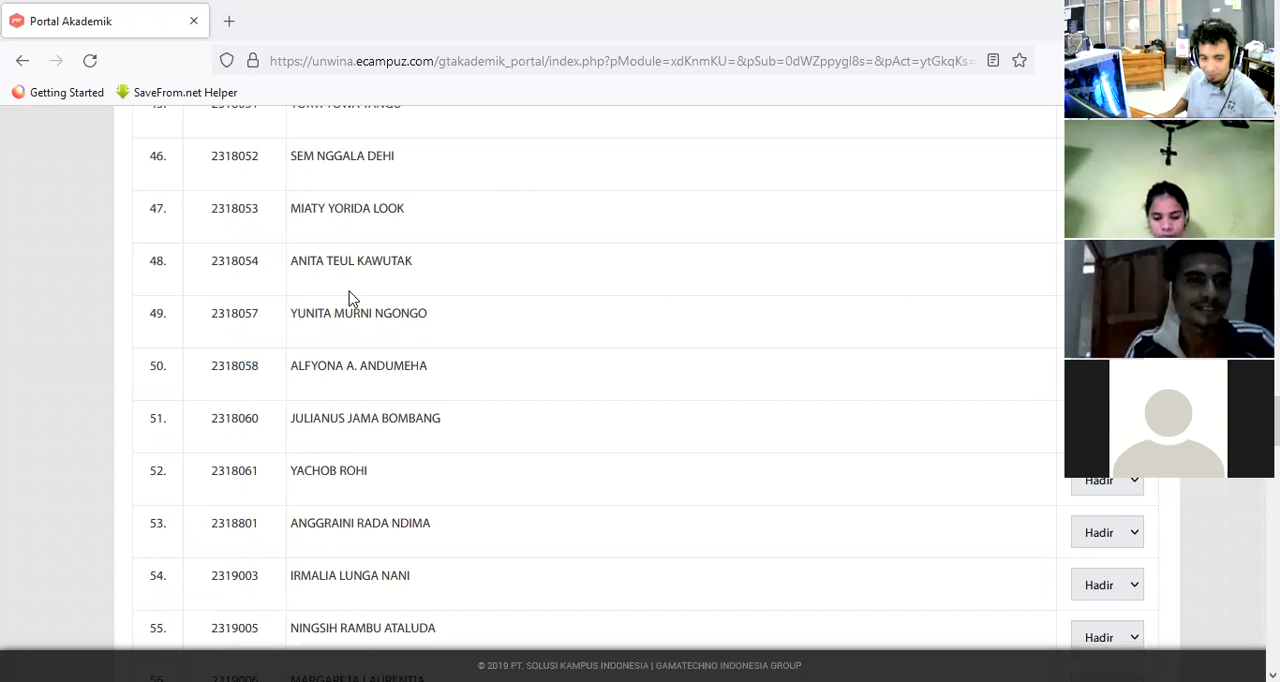 Portal Akademik
https://unwina.ecampuz.com/gtakademik_portal/index.php?pModule=xdKnmKU=&pSub=0dWZppygl8s=&pAct=ytGkqKs=
Getting Started
SaveFrom.net Helper
46. 2318052 SEM NGGALA DEHI
47. 2318053 MIATY YORIDA LOOK
48. 2318054 ANITA TEUL KAWUTAK
49. 2318057 YUNITA MURNI NGONGO
50. 2318058 ALFYONA A. ANDUMEHA
51. 2318060 JULIANUS JAMA BOMBANG
52. 2318061 YACHOB ROHI Hadir
53. 2318801 ANGGRAINI RADA NDIMA Hadir
54. 2319003 IRMALIA LUNGA NANI Hadir
55. 2319005 NINGSIH RAMBU ATALUDA Hadir
© 2019 PT. SOLUSI KAMPUS INDONESIA | GAMATECHNO INDONESIA GROUP
56. 2319006 MARGARETA LAURENTIA